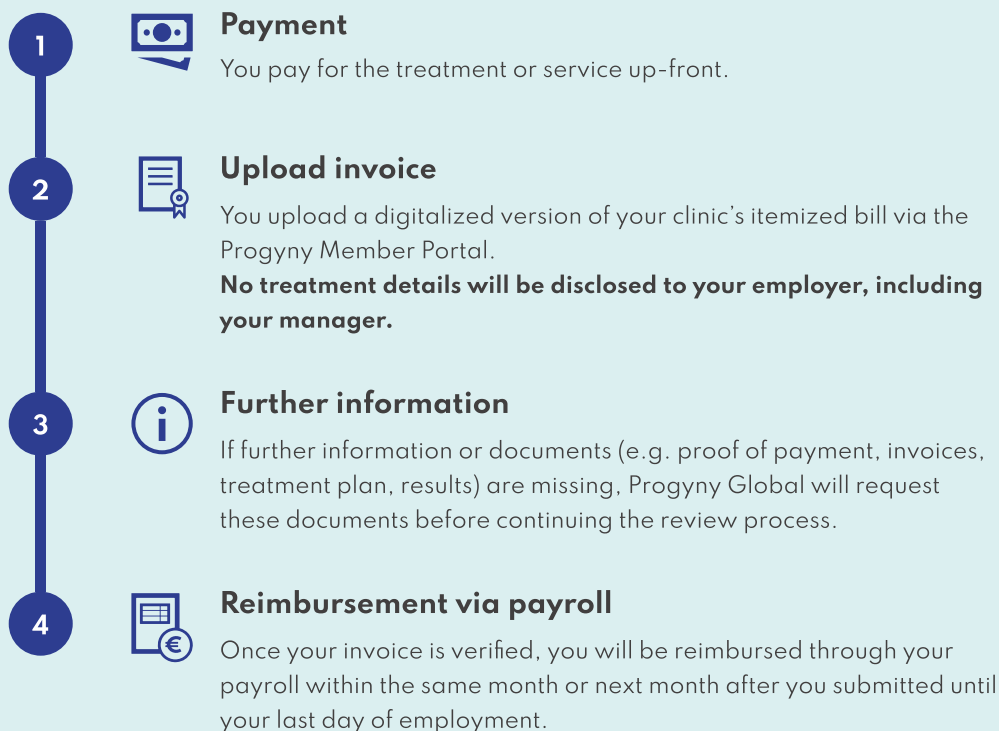 1
Payment
You pay for the treatment or service up-front.
2
Upload invoice
You upload a digitalized version of your clinic's itemized bill via the
Progyny Member Portal.
No treatment details will be disclosed to your employer, including
your manager.
3
Further information
If further information or documents (e.g. proof of payment, invoices,
treatment plan, results) are missing, Progyny Global will request
these documents before continuing the review process.
4
Reimbursement via payroll
€
Once your invoice is verified, you will be reimbursed through your
payroll within the same month or next month after you submitted until
your last day of employment.